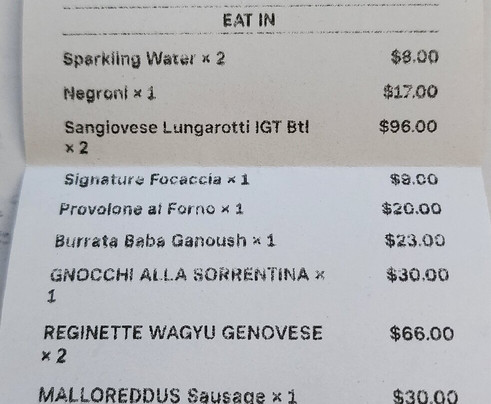 EAT IN
Sparkling Water × 2 $8.00
Negroni × 1 $17.00
Sangiovese Lungarotti IGT Btl $96.00
× 2
Signature Focaccia × 1 $9.00
Provolone al Forno × 1 $20.00
Burrata Baba Ganoush × 1 $23.00
GNOCCHI ALLA SORRENTINA × $30.00
1
REGINETTE WAGYU GENOVESE $66.00
× 2
MALLOREDDUS Sausage × 1 $30.00